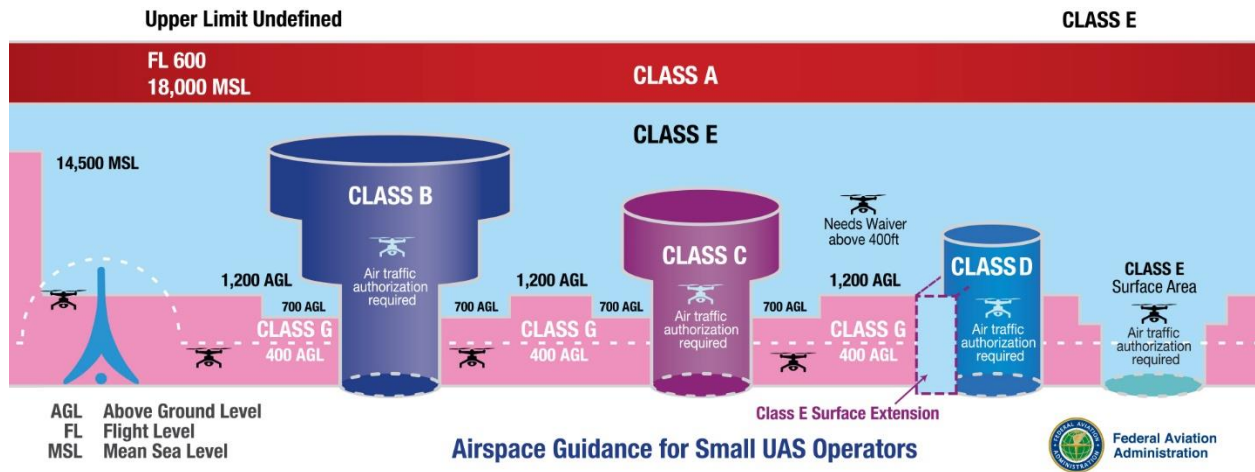 Upper Limit Undefined
CLASS E
FL 600
18,000 MSL
CLASS A
CLASS E
14,500 MSL
CLASS B
Needs Waiver
above 400ft
CLASS C
CLASS D
Air traffic
authorization
required
1,200 AGL
1,200 AGL
1,200 AGL
CLASS E
Surface Area
700 AGL
700 AGL
700 AGL
700 AGL
Air traffic
authorization
required
Air traffic
authorization
required
Air traffic
authorization
required
CLASS G
400 AGL
CLASS G
400 AGL
CLASS G
400 AGL
Class E Surface Extension
AGL Above Ground Level
FL Flight Level
MSL Mean Sea Level
Airspace Guidance for Small UAS Operators
FEDERAL AVIATION
ADMINISTRATION
Federal Aviation
Administration